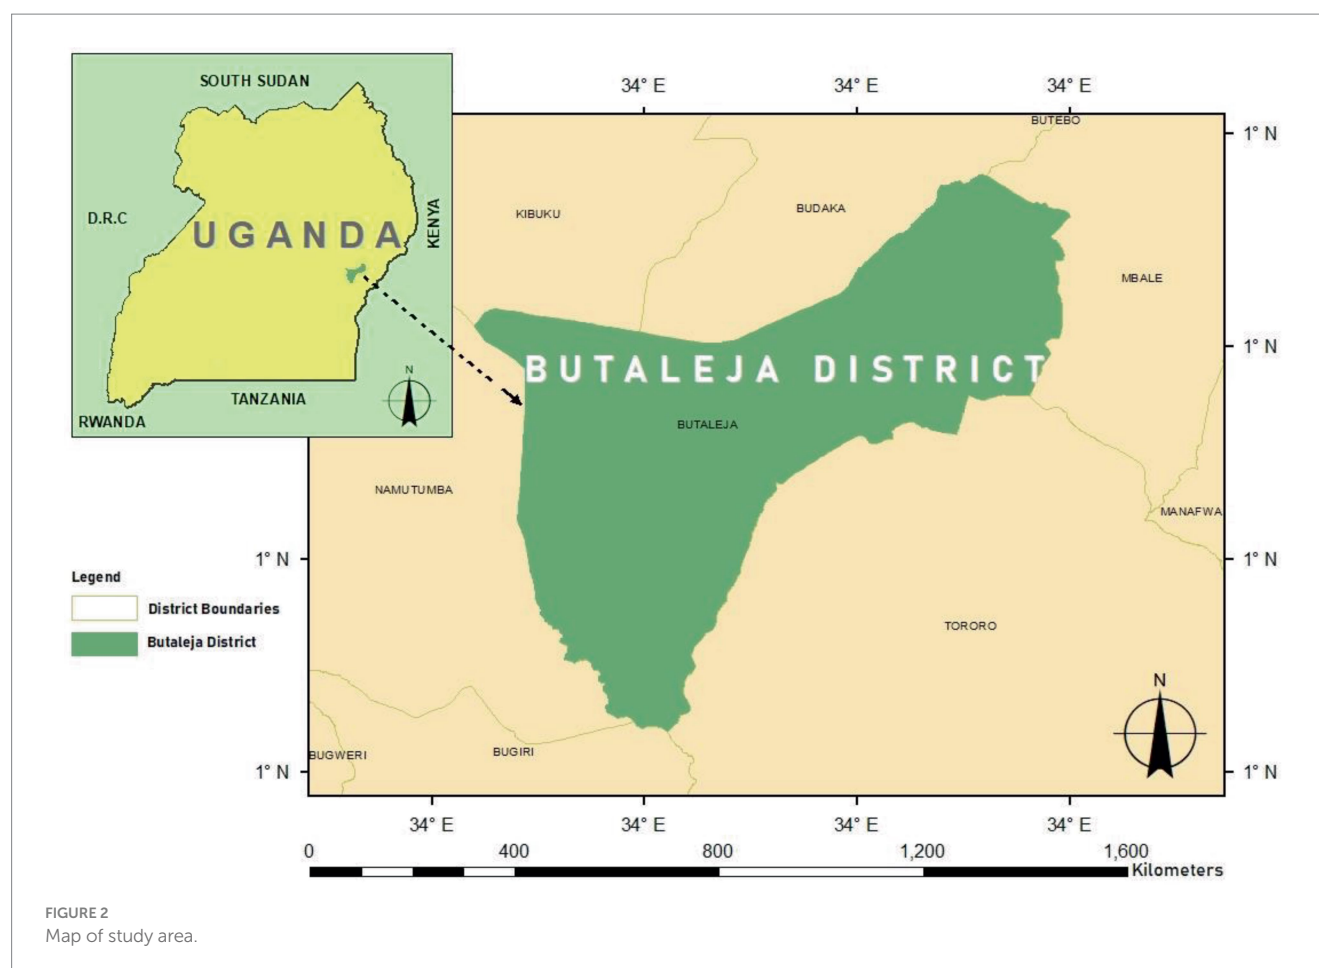 SOUTH SUDAN
D.R.C
UGANDA
KENYA
TANZANIA
RWANDA
N
34° E 34° E 34° E
1° N
1° N
1° N
1° N
1° N
1° N
BUTEBO
KIBUKU
BUDAKA
MBALE
BUTALEJA DISTRICT
BUTALEJA
NAMUTUMBA
MANAFWA
TORORO
BUGWERI
BUGIRI
N
Legend
District Boundaries
Butaleja District
34° E 34° E 34° E 34° E
0 400 800 1,200 1,600
Kilometers
FIGURE 2
Map of study area.